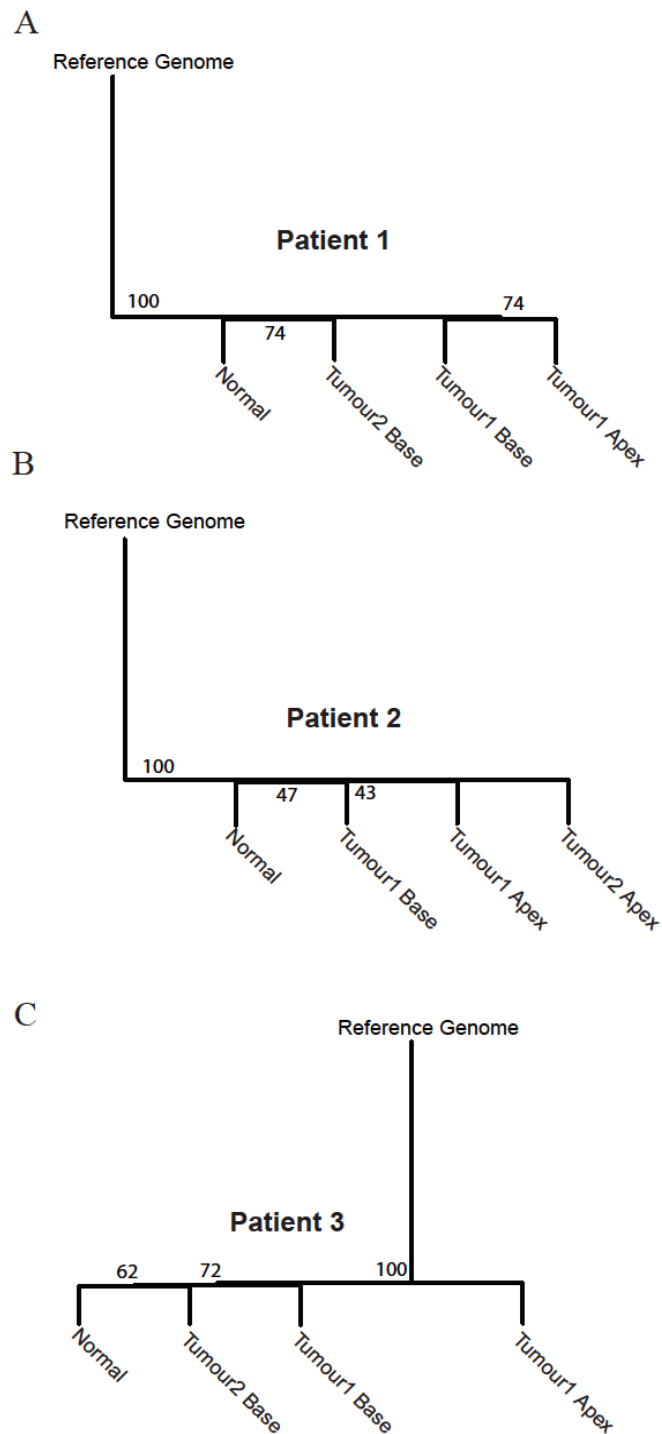 A
Reference Genome
Patient 1
100
74
74
Normal
Tumour2 Base
Tumour1 Base
Tumour1 Apex
B
Reference Genome
Patient 2
100
47
43
Normal
Tumour1 Base
Tumour1 Apex
Tumour2 Apex
C
Reference Genome
Patient 3
62
72
100
Normal
Tumour2 Base
Tumour1 Base
Tumour1 Apex